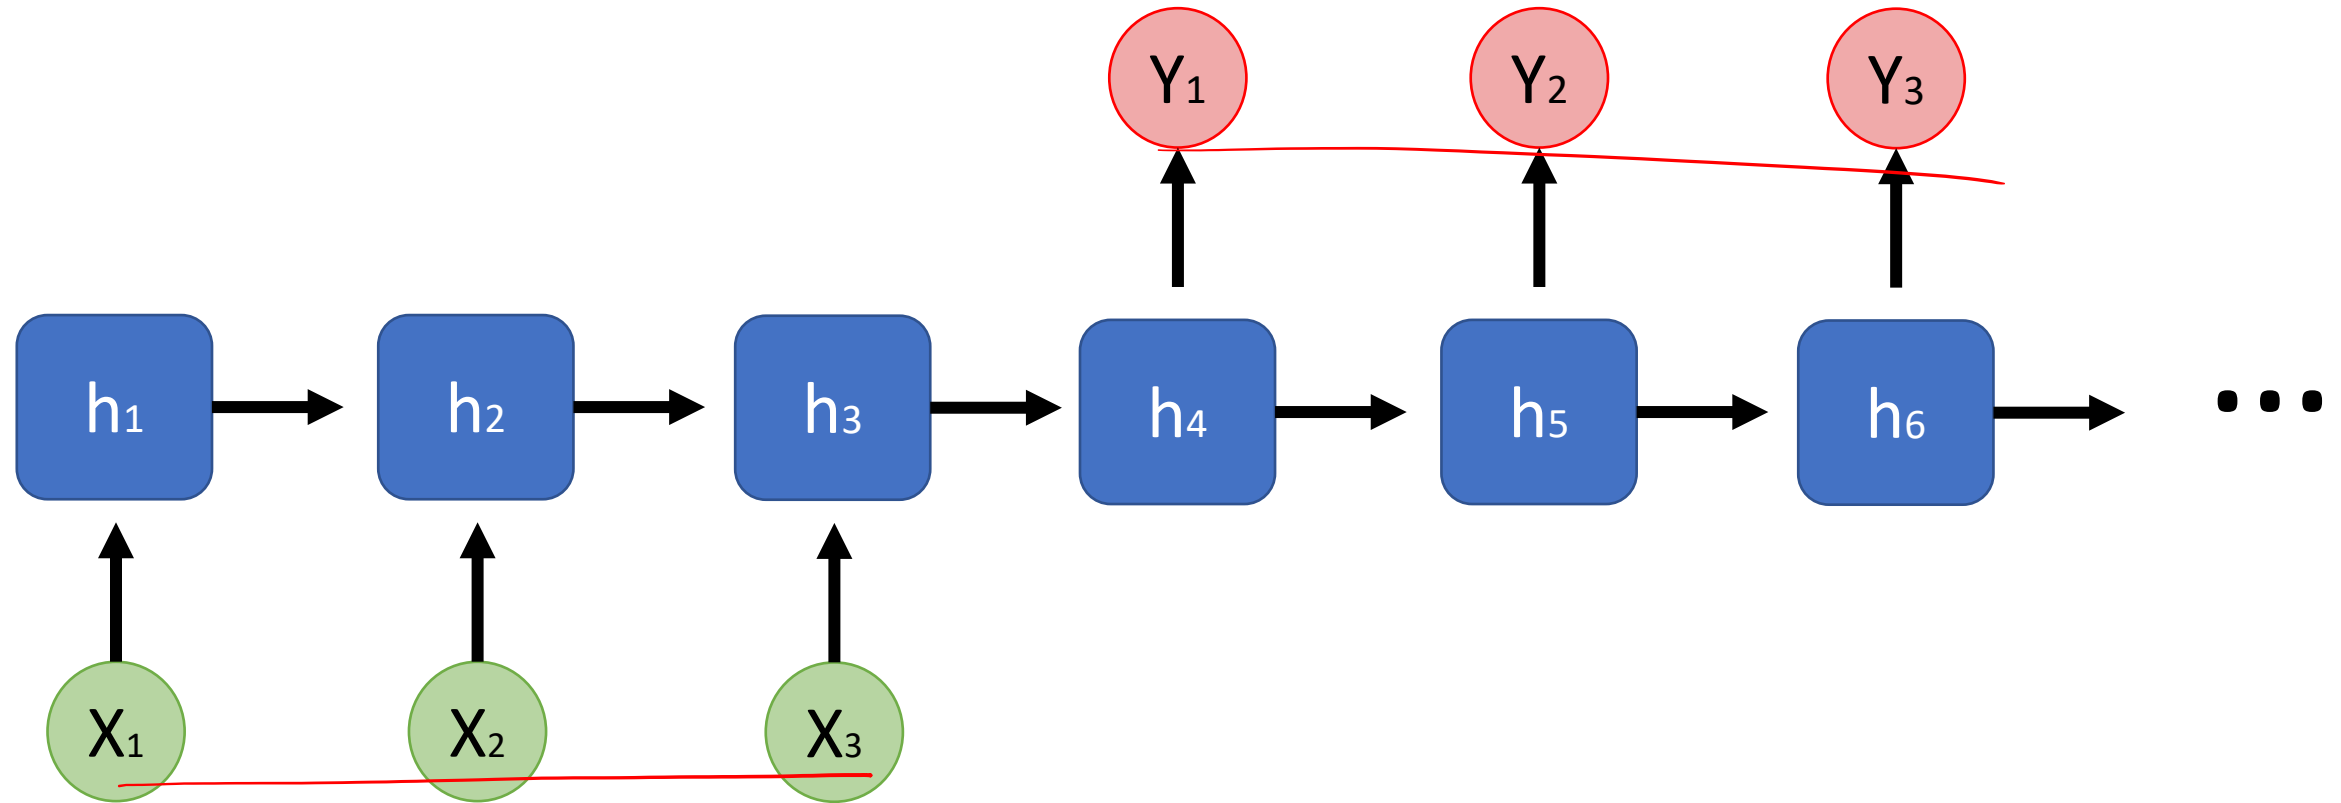 Y₁ Y₂ Y₃
h₁ h₂ h₃ h₄ h₅ h₆ ...
X₁ X₂ X₃